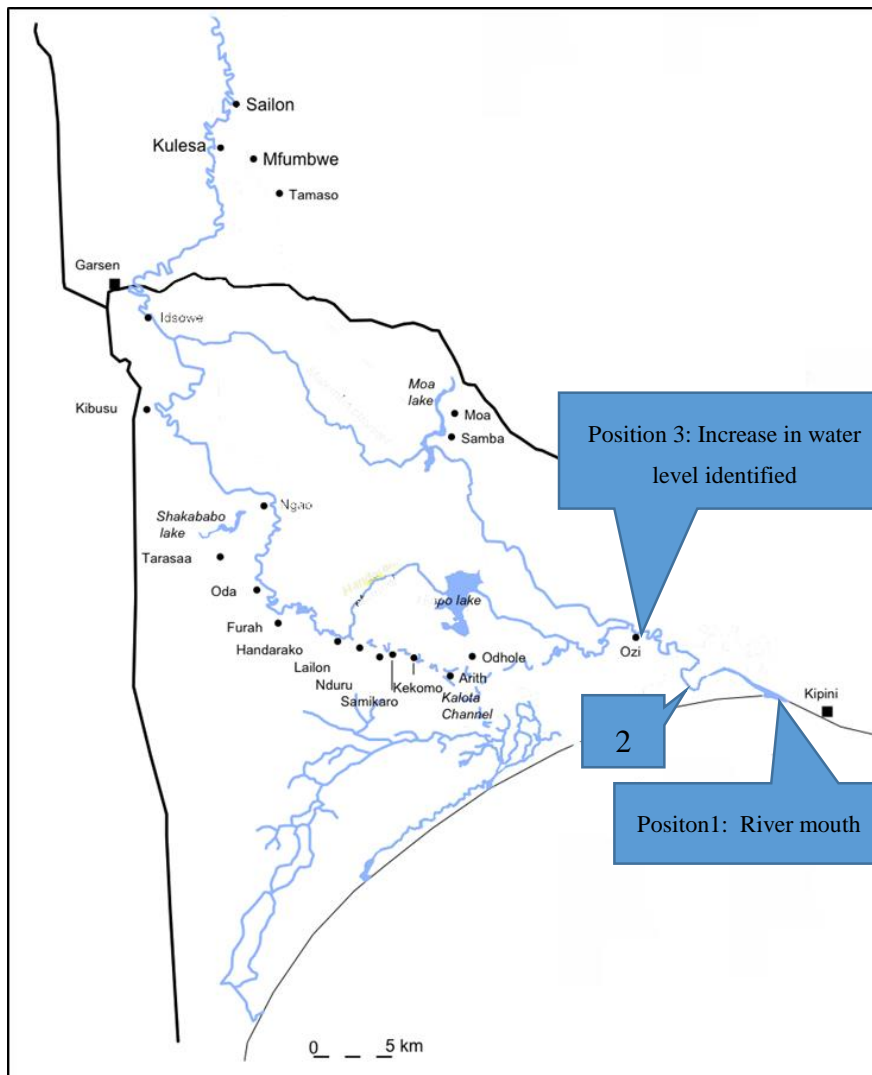 Sailon
Kulesa
Mfumbwe
Tamaso
Garsen
Idsowe
Moa
lake
Moa
Kibusu
Samba
Position 3: Increase in water
level identified
Ngao
Shakababo
lake
Tarasaa
Oda
lake
Furah
Handarako
Ozi
Odhole
Lailon
Arith
Nduru
Kekomo
Samikaro
Kalota
Channel
Kipini
2
Positon1: River mouth
0 5 km